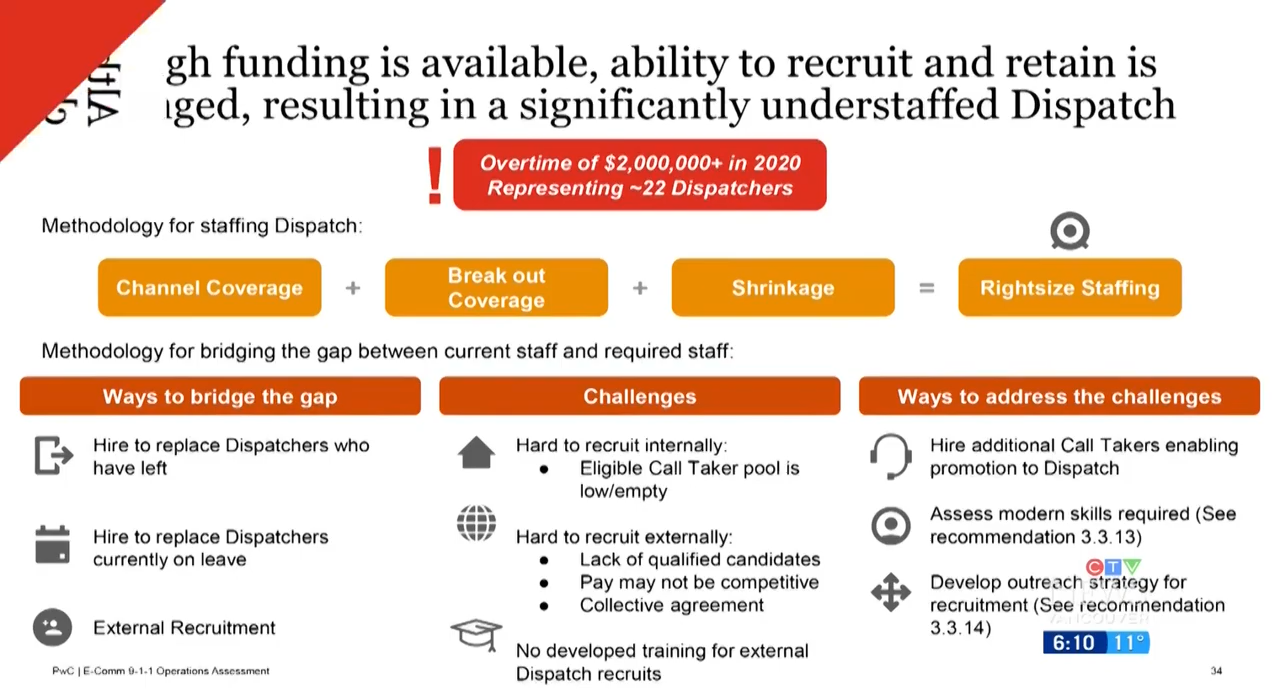 gh funding is available, ability to recruit and retain is
ged, resulting in a significantly understaffed Dispatch
!
Overtime of $2,000,000+ in 2020
Representing ~22 Dispatchers
Methodology for staffing Dispatch:
Channel Coverage + Break out Coverage + Shrinkage = Rightsize Staffing
Methodology for bridging the gap between current staff and required staff:
Ways to bridge the gap
Hire to replace Dispatchers who
have left
Hire to replace Dispatchers
currently on leave
External Recruitment
Challenges
Hard to recruit internally:
● Eligible Call Taker pool is
low/empty
Hard to recruit externally:
● Lack of qualified candidates
● Pay may not be competitive
● Collective agreement
No developed training for external
Dispatch recruits
Ways to address the challenges
Hire additional Call Takers enabling
promotion to Dispatch
Assess modern skills required (See
recommendation 3.3.13)
Develop outreach strategy for
recruitment (See recommendation
3.3.14)
CTV
NEWS
VANCOUVER
6:10 11°
PwC | E-Comm 9-1-1 Operations Assessment
34